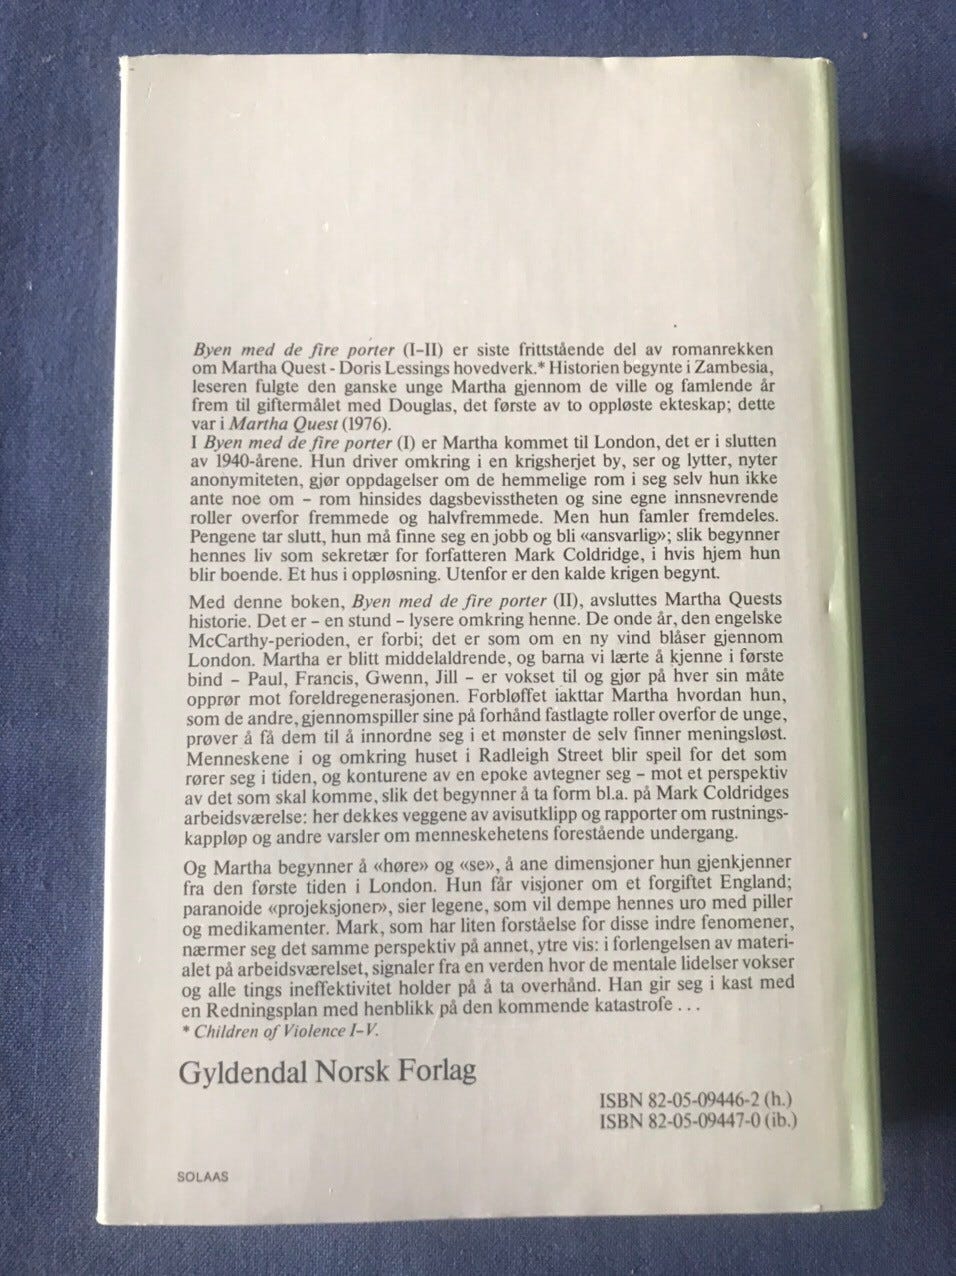 Byen med de fire porter (I–II) er siste frittstående del av romanrekken
om Martha Quest - Doris Lessings hovedverk.* Historien begynte i Zambesia,
leseren fulgte den ganske unge Martha gjennom de ville og famlende år
frem til giftermålet med Douglas, det første av to oppløste ekteskap; dette
var i Martha Quest (1976).
I Byen med de fire porter (I) er Martha kommet til London, det er i slutten
av 1940-årene. Hun driver omkring i en krigsherjet by, ser og lytter, nyter
anonymiteten, gjør oppdagelser om de hemmelige rom i seg selv hun ikke
ante noe om – rom hinsides dagsbevisstheten og sine egne innsnevrende
roller overfor fremmede og halvfremmede. Men hun famler fremdeles.
Pengene tar slutt, hun må finne seg en jobb og bli «ansvarlig»; slik begynner
hennes liv som sekretær for forfatteren Mark Coldridge, i hvis hjem hun
blir boende. Et hus i oppløsning. Utenfor er den kalde krigen begynt.
Med denne boken, Byen med de fire porter (II), avsluttes Martha Quests
historie. Det er – en stund – lysere omkring henne. De onde år, den engelske
McCarthy-perioden, er forbi; det er som om en ny vind blåser gjennom
London. Martha er blitt middelaldrende, og barna vi lærte å kjenne i første
bind – Paul, Francis, Gwenn, Jill – er vokset til og gjør på hver sin måte
opprør mot foreldregenerasjonen. Forbløffet iakttar Martha hvordan hun,
som de andre, gjennomspiller sine på forhånd fastlagte roller overfor de unge,
prøver å få dem til å innordne seg i et mønster de selv finner meningsløst.
Menneskene i og omkring huset i Radleigh Street blir speil for det som
rører seg i tiden, og konturene av en epoke avtegner seg – mot et perspektiv
av det som skal komme, slik det begynner å ta form bl.a. på Mark Coldridges
arbeidsværelse: her dekkes veggene av avisutklipp og rapporter om rustnings-
kappløp og andre varsler om menneskehetens forestående undergang.
Og Martha begynner å «høre» og «se», å ane dimensjoner hun gjenkjenner
fra den første tiden i London. Hun får visjoner om et forgiftet England;
paranoide «projeksjoner», sier legene, som vil dempe hennes uro med piller
og medikamenter. Mark, som har liten forståelse for disse indre fenomener,
nærmer seg det samme perspektiv på annet, ytre vis: i forlengelsen av materi-
alet på arbeidsværelset, signaler fra en verden hvor de mentale lidelser vokser
og alle tings ineffektivitet holder på å ta overhånd. Han gir seg i kast med
en Redningsplan med henblikk på den kommende katastrofe . . .
* Children of Violence I–V.
Gyldendal Norsk Forlag
ISBN 82-05-09446-2 (h.)
ISBN 82-05-09447-0 (ib.)
SOLAAS